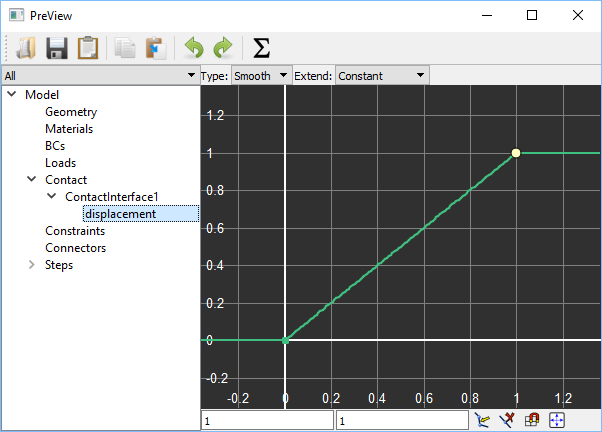 PreView
All
Type: Smooth Extend: Constant
Model
Geometry
Materials
BCs
Loads
Contact
ContactInterface1
displacement
Constraints
Connectors
Steps
1.2
1
0.8
0.6
0.4
0.2
0
-0.2
-0.2 0 0.2 0.4 0.6 0.8 1 1.2
1 1